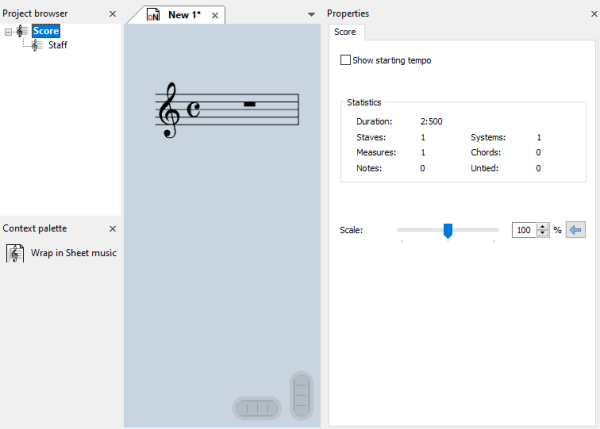 Project browser
Score
Staff
Context palette
Wrap in Sheet music
New 1*
Properties
Score
Show starting tempo
Statistics
Duration: 2:500
Staves: 1 Systems: 1
Measures: 1 Chords: 0
Notes: 0 Untied: 0
Scale: 100 %